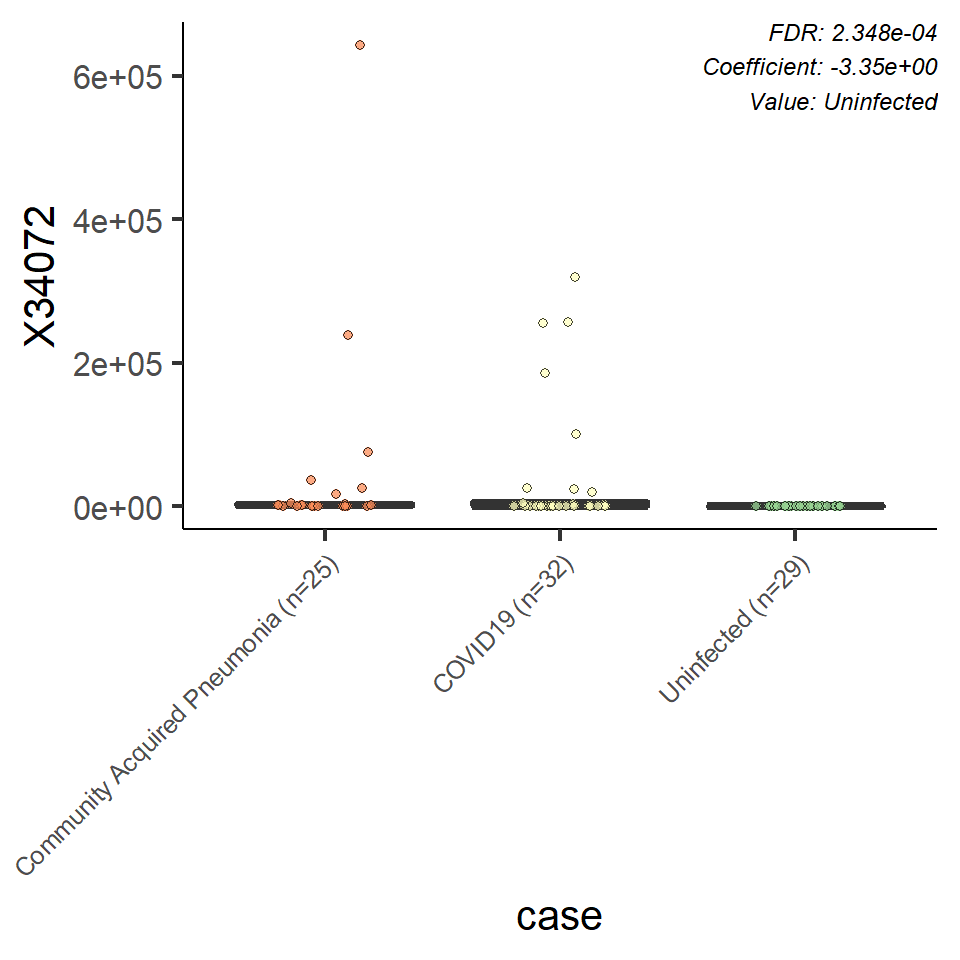 FDR: 2.348e-04
Coefficient: -3.35e+00
Value: Uninfected
X34072
6e+05
4e+05
2e+05
0e+00
Community Acquired Pneumonia (n=25)
COVID19 (n=32)
Uninfected (n=29)
case